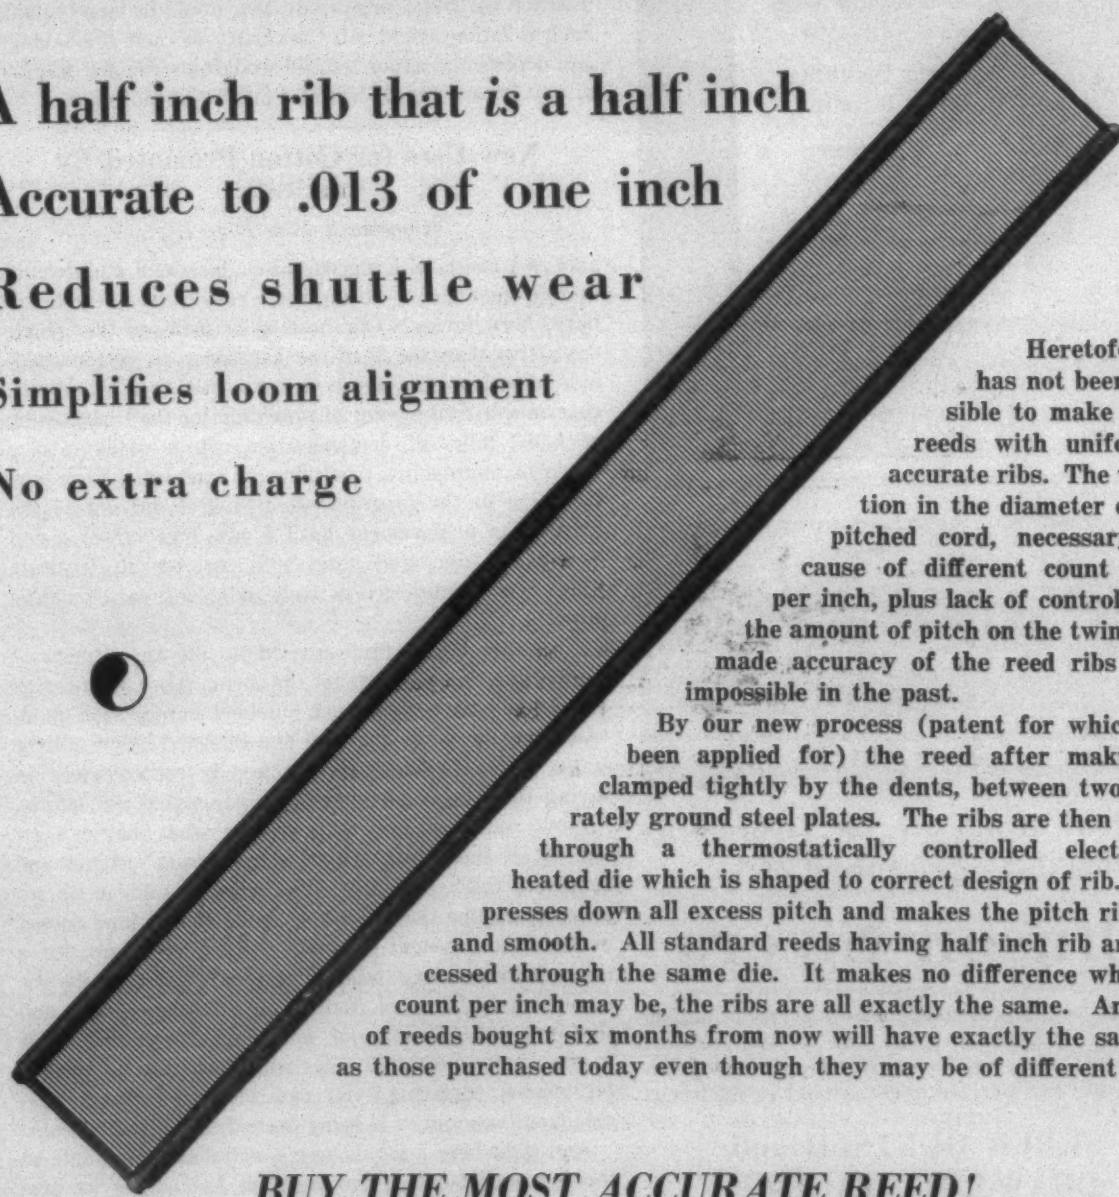 A half inch rib that is a half inch
Accurate to .013 of one inch
Reduces shuttle wear
Simplifies loom alignment
No extra charge
Heretofo
has not been
sible to make
reeds with unifo
accurate ribs. The
tion in the diameter
pitched cord, necessar
cause of different count
per inch, plus lack of control
the amount of pitch on the twin
made accuracy of the reed ribs
impossible in the past.
By our new process (patent for whic
been applied for) the reed after mak
clamped tightly by the dents, between two
rately ground steel plates. The ribs are then
through a thermostatically controlled elect
heated die which is shaped to correct design of rib.
presses down all excess pitch and makes the pitch ri
and smooth. All standard reeds having half inch rib a
cessed through the same die. It makes no difference wh
count per inch may be, the ribs are all exactly the same. A
of reeds bought six months from now will have exactly the sa
as those purchased today even though they may be of different
BUY THE MOST ACCURATE REED!